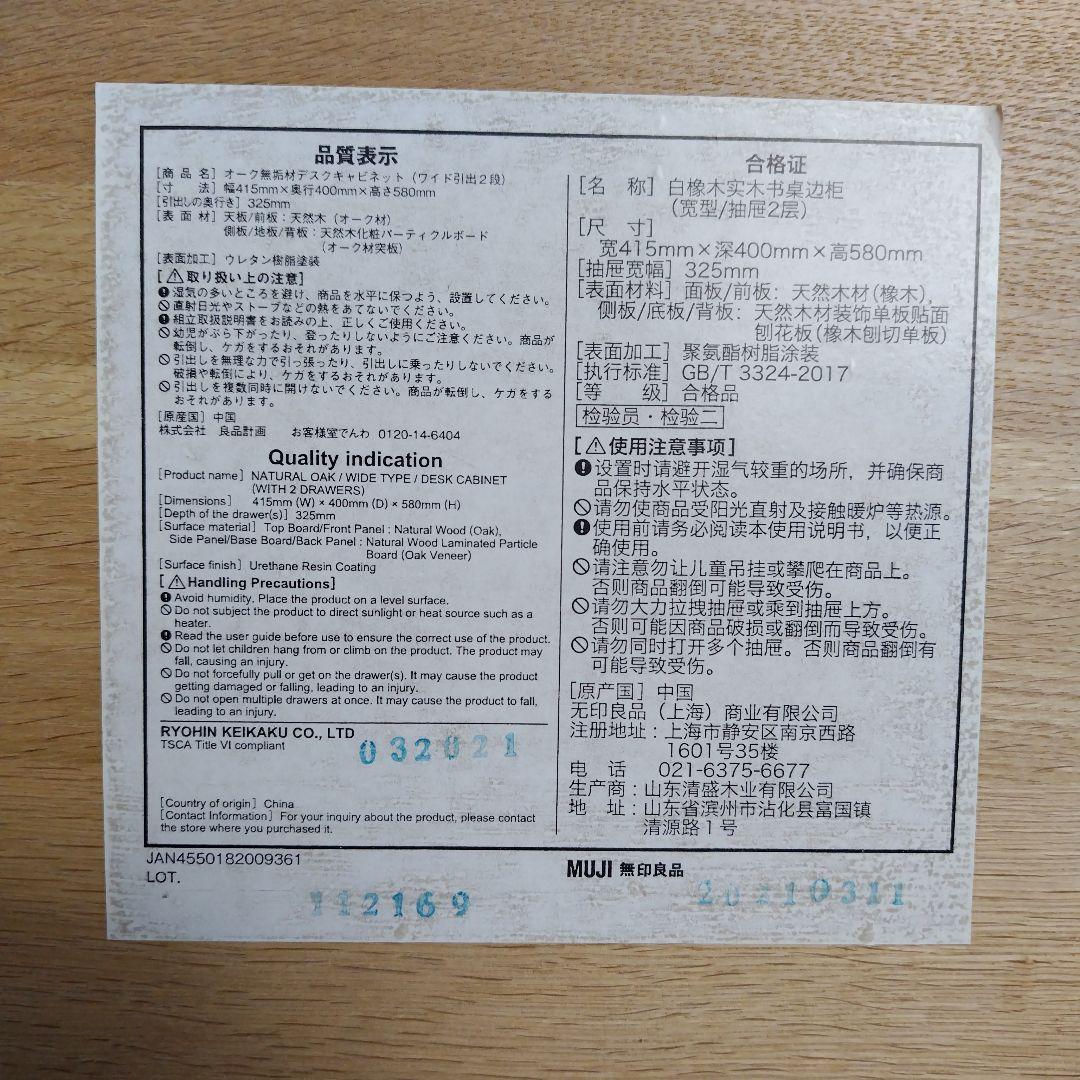 品質表示
[商 品 名] オーク無垢材デスクキャビネット（ワイド引出２段）
[寸　　法] 幅415mm×奥行400mm×高さ580mm
[引出しの奥行き] 325mm
[表 面 材] 天板/前板：天然木（オーク材）
側板/地板/背板：天然木化粧パーティクルボード
（オーク材突板）
[表面加工] ウレタン樹脂塗装
[⚠取り扱い上の注意]
湿気の多いところを避け、商品を水平に保つよう、設置してください。
直射日光やストーブなどの熱をあてないでください。
組立取扱説明書をお読みの上、正しくご使用ください。
幼児がぶら下がったり、登ったりしないようにご注意ください。商品が
転倒し、ケガをするおそれがあります。
引出しを無理な力で引っ張ったり、引出しに乗ったりしないでください。
破損や転倒により、ケガをするおそれがあります。
引出しを複数同時に開けないでください。商品が転倒し、ケガをする
おそれがあります。
[原産国] 中国
株式会社　良品計画　　お客様室でんわ 0120-14-6404
Quality indication
[Product name] NATURAL OAK / WIDE TYPE / DESK CABINET
(WITH 2 DRAWERS)
[Dimensions] 415mm (W) × 400mm (D) × 580mm (H)
[Depth of the drawer(s)] 325mm
[Surface material] Top Board/Front Panel : Natural Wood (Oak),
Side Panel/Base Board/Back Panel : Natural Wood Laminated Particle
Board (Oak Veneer)
[Surface finish] Urethane Resin Coating
[⚠Handling Precautions]
Avoid humidity. Place the product on a level surface.
Do not subject the product to direct sunlight or heat source such as a
heater.
Read the user guide before use to ensure the correct use of the product.
Do not let children hang from or climb on the product. The product may
fall, causing an injury.
Do not forcefully pull or get on the drawer(s). It may cause the product
getting damaged or falling, leading to an injury.
Do not open multiple drawers at once. It may cause the product to fall,
leading to an injury.
RYOHIN KEIKAKU CO., LTD
TSCA Title VI compliant
032021
[Country of origin] China
[Contact Information] For your inquiry about the product, please contact
the store where you purchased it.
合格证
[名　称] 白橡木实木书桌边柜
（宽型/抽屉2层）
[尺　寸]
宽415mm×深400mm×高580mm
[抽屉宽幅] 325mm
[表面材料] 面板/前板：天然木材(橡木),
侧板/底板/背板：天然木材装饰单板贴面
刨花板(橡木刨切单板)
[表面加工] 聚氨酯树脂涂装
[执行标准] GB/T 3324-2017
[等　　级] 合格品
检验员・检验二
[⚠使用注意事项]
设置时请避开湿气较重的场所，并确保商
品保持水平状态。
请勿使商品受阳光直射及接触暖炉等热源。
使用前请务必阅读本使用说明书，以便正
确使用。
请注意勿让儿童吊挂或攀爬在商品上。
否则商品翻倒可能导致受伤。
请勿大力拉拽抽屉或乘到抽屉上方。
否则可能因商品破损或翻倒而导致受伤。
请勿同时打开多个抽屉。否则商品翻倒有
可能导致受伤。
[原产国] 中国
无印良品（上海）商业有限公司
注册地址：上海市静安区南京西路
1601号35楼
电　话　021-6375-6677
生产商：山东清盛木业有限公司
地　址：山东省滨州市沾化县富国镇
清源路１号
JAN4550182009361
LOT.
112169
MUJI 無印良品
20210311